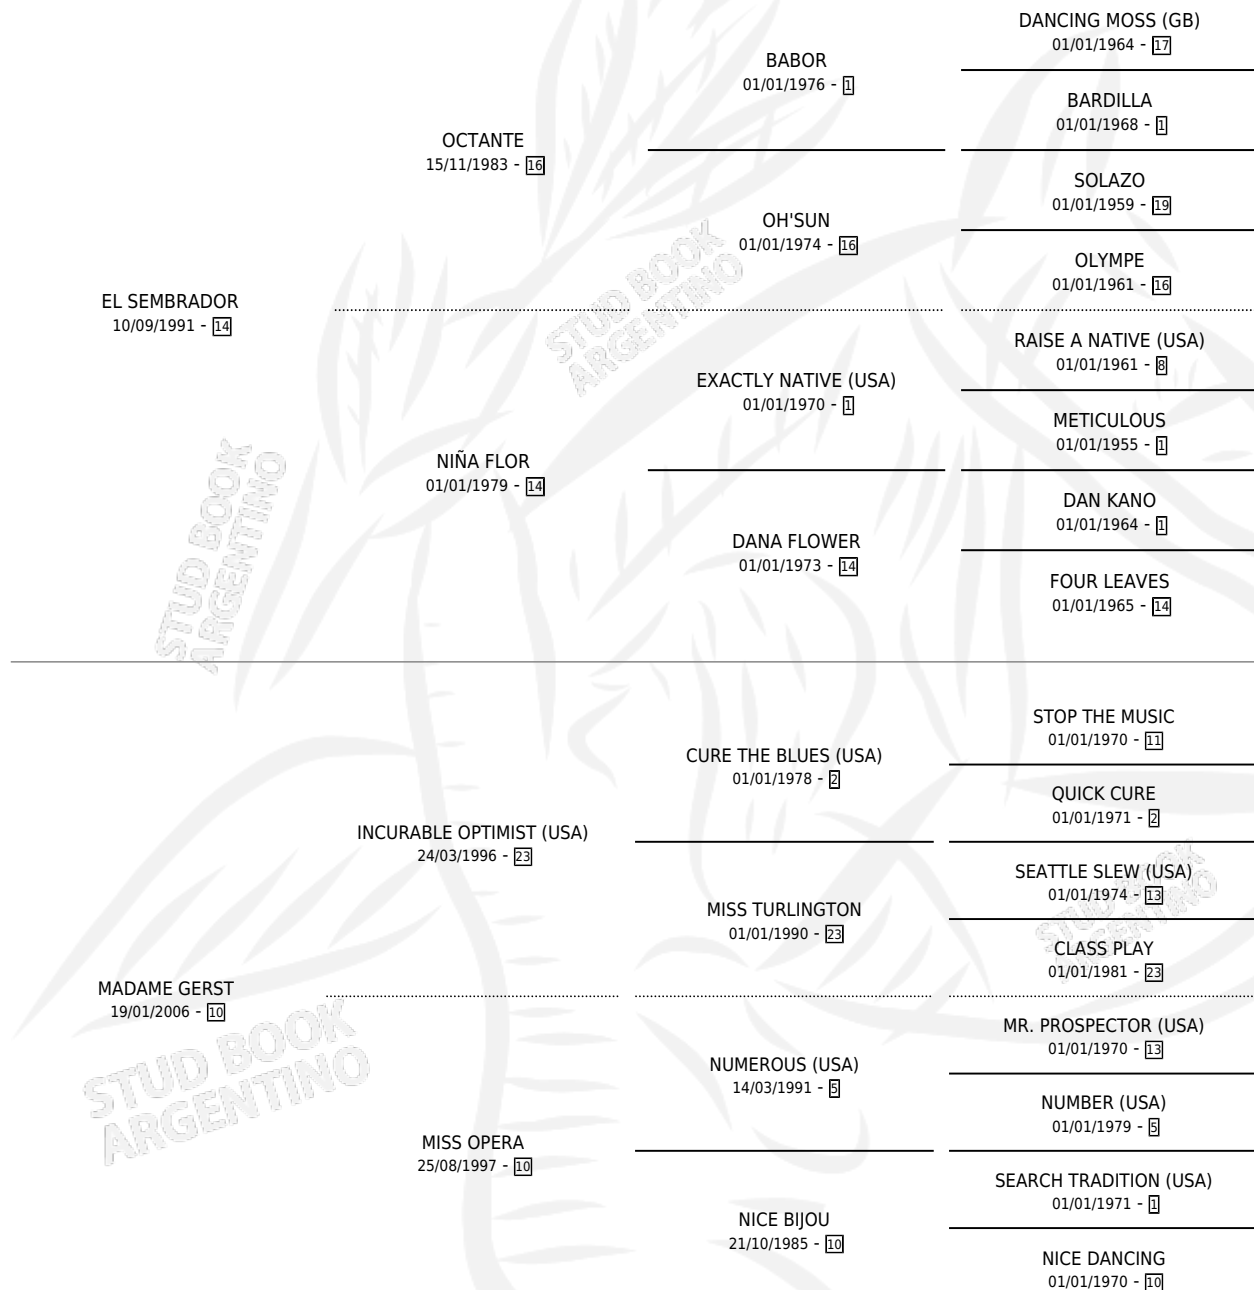 DANCING MOSS (GB)
01/01/1964 - 17
BABOR
01/01/1976 - 1
BARDILLA
01/01/1968 - 1
OCTANTE
15/11/1983 - 16
SOLAZO
01/01/1959 - 19
OH'SUN
01/01/1974 - 16
OLYMPE
01/01/1961 - 16
EL SEMBRADOR
10/09/1991 - 14
RAISE A NATIVE (USA)
01/01/1961 - 8
EXACTLY NATIVE (USA)
01/01/1970 - 1
METICULOUS
01/01/1955 - 1
NIÑA FLOR
01/01/1979 - 14
DAN KANO
01/01/1964 - 1
DANA FLOWER
01/01/1973 - 14
FOUR LEAVES
01/01/1965 - 14
STOP THE MUSIC
01/01/1970 - 11
CURE THE BLUES (USA)
01/01/1978 - 2
QUICK CURE
01/01/1971 - 2
INCURABLE OPTIMIST (USA)
24/03/1996 - 23
SEATTLE SLEW (USA)
01/01/1974 - 13
MISS TURLINGTON
01/01/1990 - 23
CLASS PLAY
01/01/1981 - 23
MADAME GERST
19/01/2006 - 10
MR. PROSPECTOR (USA)
01/01/1970 - 13
NUMEROUS (USA)
14/03/1991 - 5
NUMBER (USA)
01/01/1979 - 5
MISS OPERA
25/08/1997 - 10
SEARCH TRADITION (USA)
01/01/1971 - 1
NICE BIJOU
21/10/1985 - 10
NICE DANCING
01/01/1970 - 10
STUD BOOK
ARGENTINO
STUD BOOK
ARGENTINO
STUD BOOK
ARGENTINO
STUD BOOK
ARGENTINO